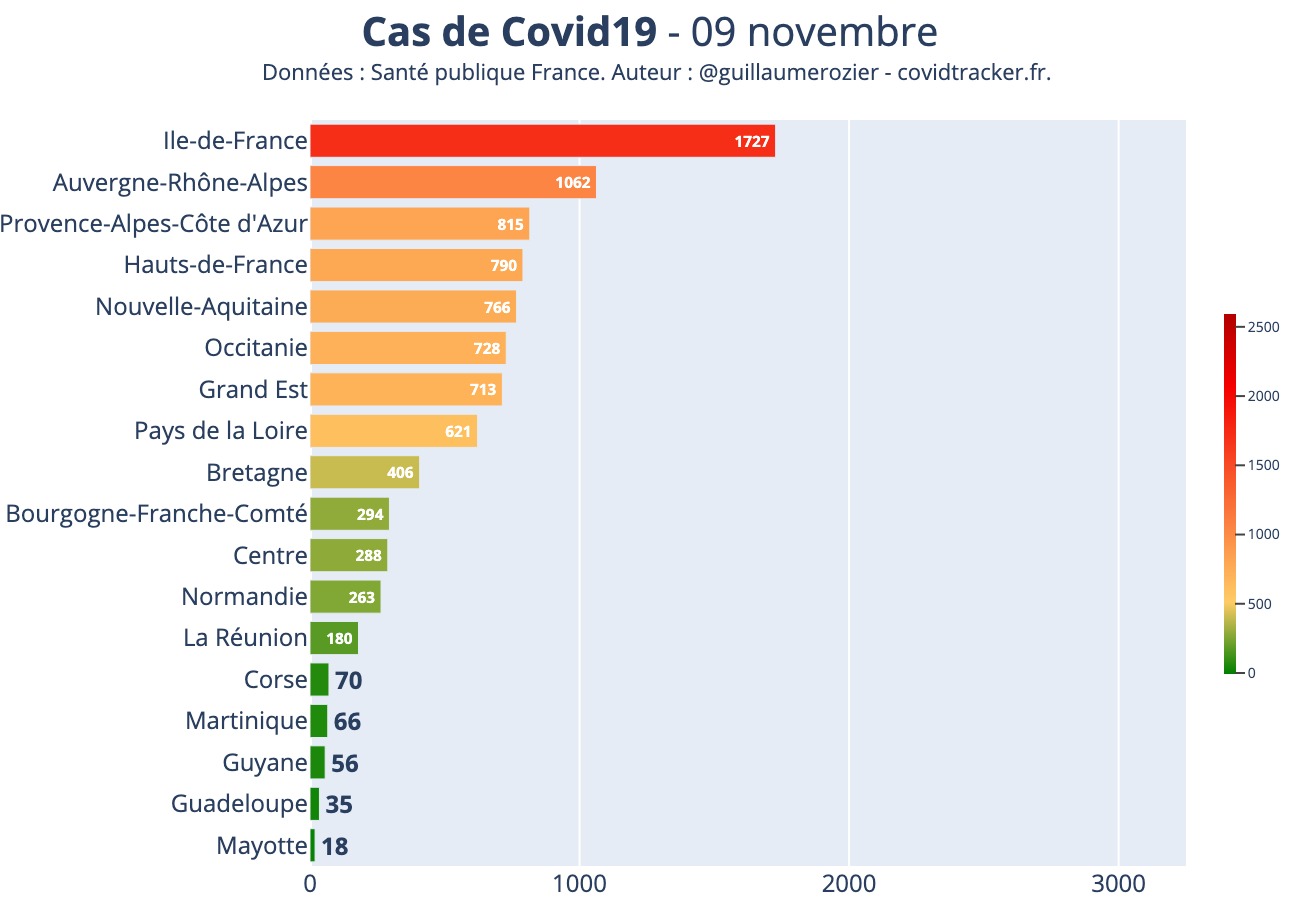 Cas de Covid19 - 09 novembre
Données : Santé publique France. Auteur : @guillaumerozier - covidtracker.fr.
Ile-de-France 1727
Auvergne-Rhône-Alpes 1062
Provence-Alpes-Côte d'Azur 815
Hauts-de-France 790
Nouvelle-Aquitaine 766
Occitanie 728
Grand Est 713
Pays de la Loire 621
Bretagne 406
Bourgogne-Franche-Comté 294
Centre 288
Normandie 263
La Réunion 180
Corse 70
Martinique 66
Guyane 56
Guadeloupe 35
Mayotte 18
0 1000 2000 3000
2500
2000
1500
1000
500
0